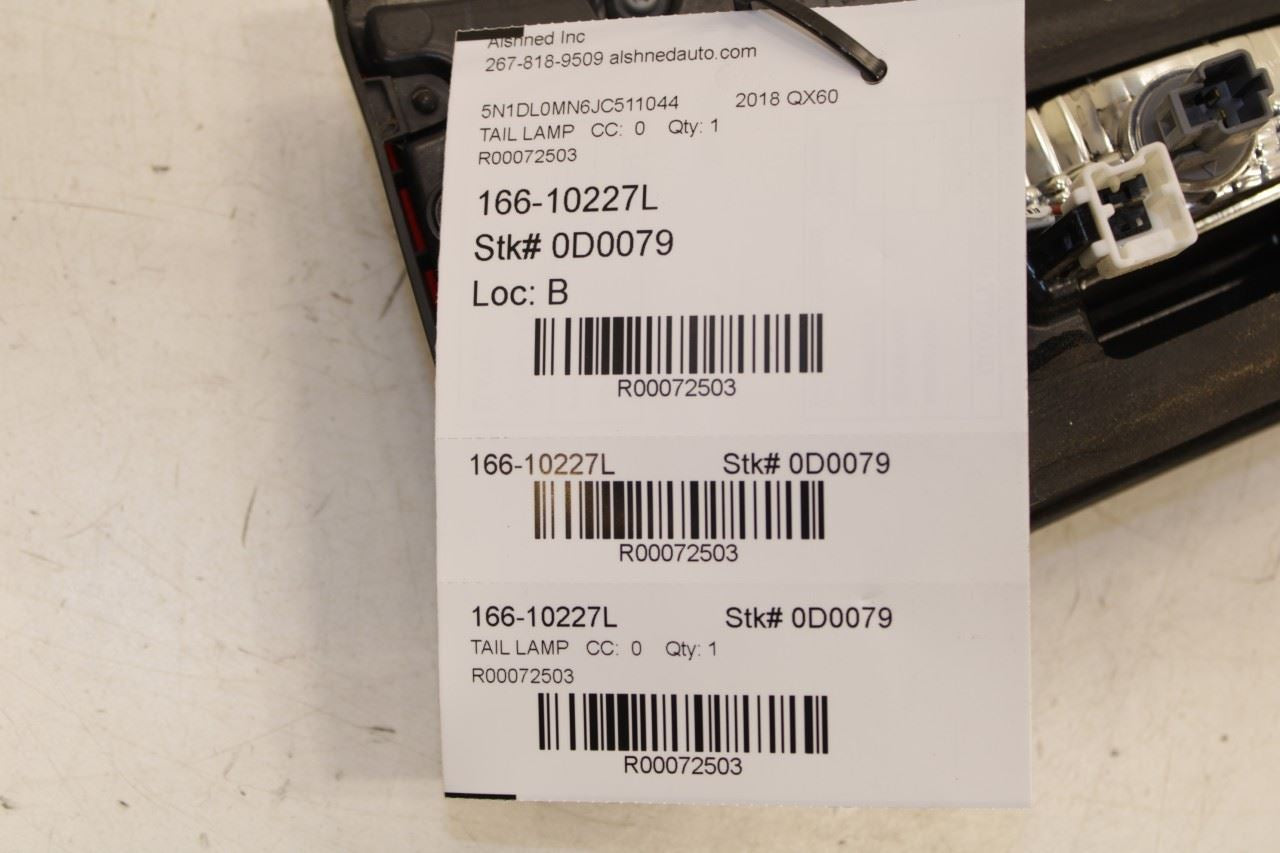 Alshned Inc
267-818-9509 alshnedauto.com
5N1DL0MN6JC511044 2018 QX60
TAIL LAMP CC: 0 Qty: 1
R00072503
166-10227L
Stk# 0D0079
Loc: B
R00072503
166-10227L Stk# 0D0079
R00072503
166-10227L Stk# 0D0079
TAIL LAMP CC: 0 Qty: 1
R00072503
R00072503